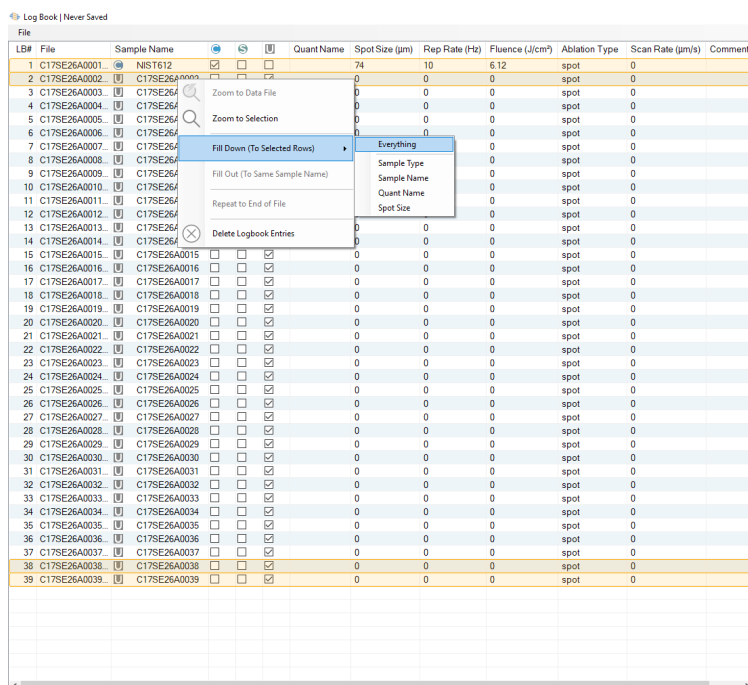 Log Book | Never Saved
File
LB# File Sample Name C S U Quant Name Spot Size (µm) Rep Rate (Hz) Fluence (J/cm²) Ablation Type Scan Rate (µm/s) Comment
1 C17SE26A0001... C NIST612 74 10 6.12 spot 0
2 C17SE26A0002... U C17SE26A0002 0 0 0 spot 0
3 C17SE26A0003... U C17SE26A 0 0 0 spot 0
Zoom to Data File
4 C17SE26A0004... U C17SE26A 0 0 0 spot 0
5 C17SE26A0005... U C17SE26A 0 0 0 spot 0
Zoom to Selection
6 C17SE26A0006... U C17SE26A 0 0 0 spot 0
7 C17SE26A0007... U C17SE26A 0 spot 0
Fill Down (To Selected Rows) Everything
8 C17SE26A0008... U C17SE26A 0 spot 0
Sample Type
9 C17SE26A0009... U C17SE26A 0 spot 0
Fill Out (To Same Sample Name) Sample Name
10 C17SE26A0010... U C17SE26A 0 spot 0
Quant Name
11 C17SE26A0011... U C17SE26A 0 spot 0
Repeat to End of File Spot Size
12 C17SE26A0012... U C17SE26A 0 spot 0
13 C17SE26A0013... U C17SE26A 0 0 0 spot 0
Delete Logbook Entries
14 C17SE26A0014... U C17SE26A 0 0 0 spot 0
15 C17SE26A0015... U C17SE26A0015 0 0 0 spot 0
16 C17SE26A0016... U C17SE26A0016 0 0 0 spot 0
17 C17SE26A0017... U C17SE26A0017 0 0 0 spot 0
18 C17SE26A0018... U C17SE26A0018 0 0 0 spot 0
19 C17SE26A0019... U C17SE26A0019 0 0 0 spot 0
20 C17SE26A0020... U C17SE26A0020 0 0 0 spot 0
21 C17SE26A0021... U C17SE26A0021 0 0 0 spot 0
22 C17SE26A0022... U C17SE26A0022 0 0 0 spot 0
23 C17SE26A0023... U C17SE26A0023 0 0 0 spot 0
24 C17SE26A0024... U C17SE26A0024 0 0 0 spot 0
25 C17SE26A0025... U C17SE26A0025 0 0 0 spot 0
26 C17SE26A0026... U C17SE26A0026 0 0 0 spot 0
27 C17SE26A0027... U C17SE26A0027 0 0 0 spot 0
28 C17SE26A0028... U C17SE26A0028 0 0 0 spot 0
29 C17SE26A0029... U C17SE26A0029 0 0 0 spot 0
30 C17SE26A0030... U C17SE26A0030 0 0 0 spot 0
31 C17SE26A0031... U C17SE26A0031 0 0 0 spot 0
32 C17SE26A0032... U C17SE26A0032 0 0 0 spot 0
33 C17SE26A0033... U C17SE26A0033 0 0 0 spot 0
34 C17SE26A0034... U C17SE26A0034 0 0 0 spot 0
35 C17SE26A0035... U C17SE26A0035 0 0 0 spot 0
36 C17SE26A0036... U C17SE26A0036 0 0 0 spot 0
37 C17SE26A0037... U C17SE26A0037 0 0 0 spot 0
38 C17SE26A0038... U C17SE26A0038 0 0 0 spot 0
39 C17SE26A0039... U C17SE26A0039 0 0 0 spot 0